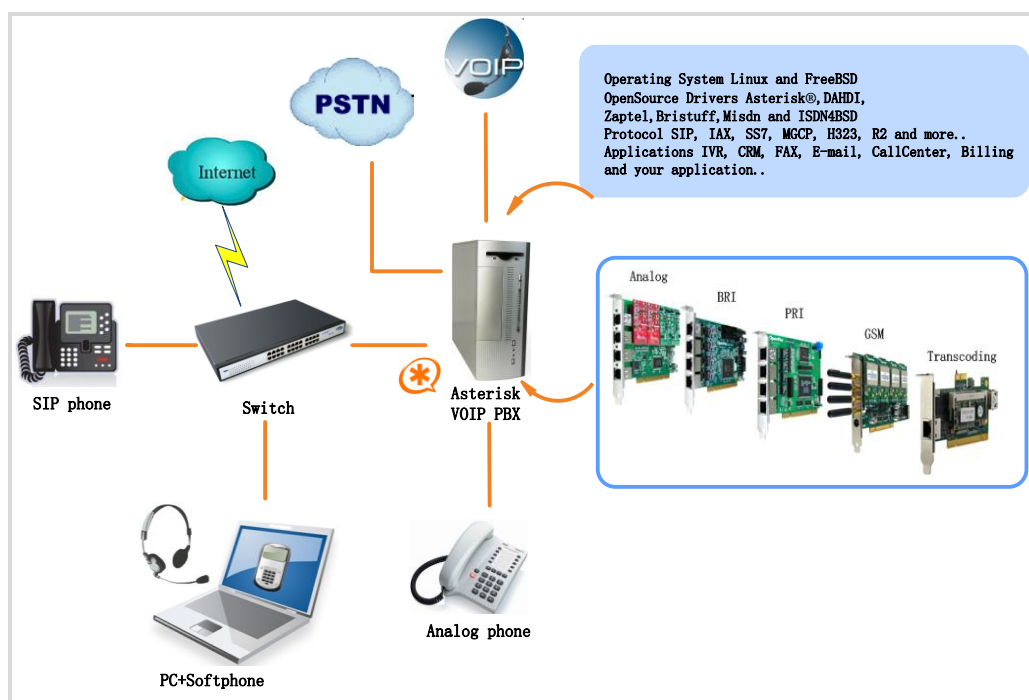 VOIP
PSTN
Operating System Linux and FreeBSD
OpenSource Drivers Asterisk®,DAHDI,
Zaptel,Bristuff,Misdn and ISDN4BSD
Protocol SIP, IAX, SS7, MGCP, H323, R2 and more..
Applications IVR, CRM, FAX, E-mail, CallCenter, Billing
and your application..
Internet
Analog
BRI
PRI
GSM
Transcoding
SIP phone
Switch
Asterisk
VOIP PBX
Analog phone
PC+Softphone